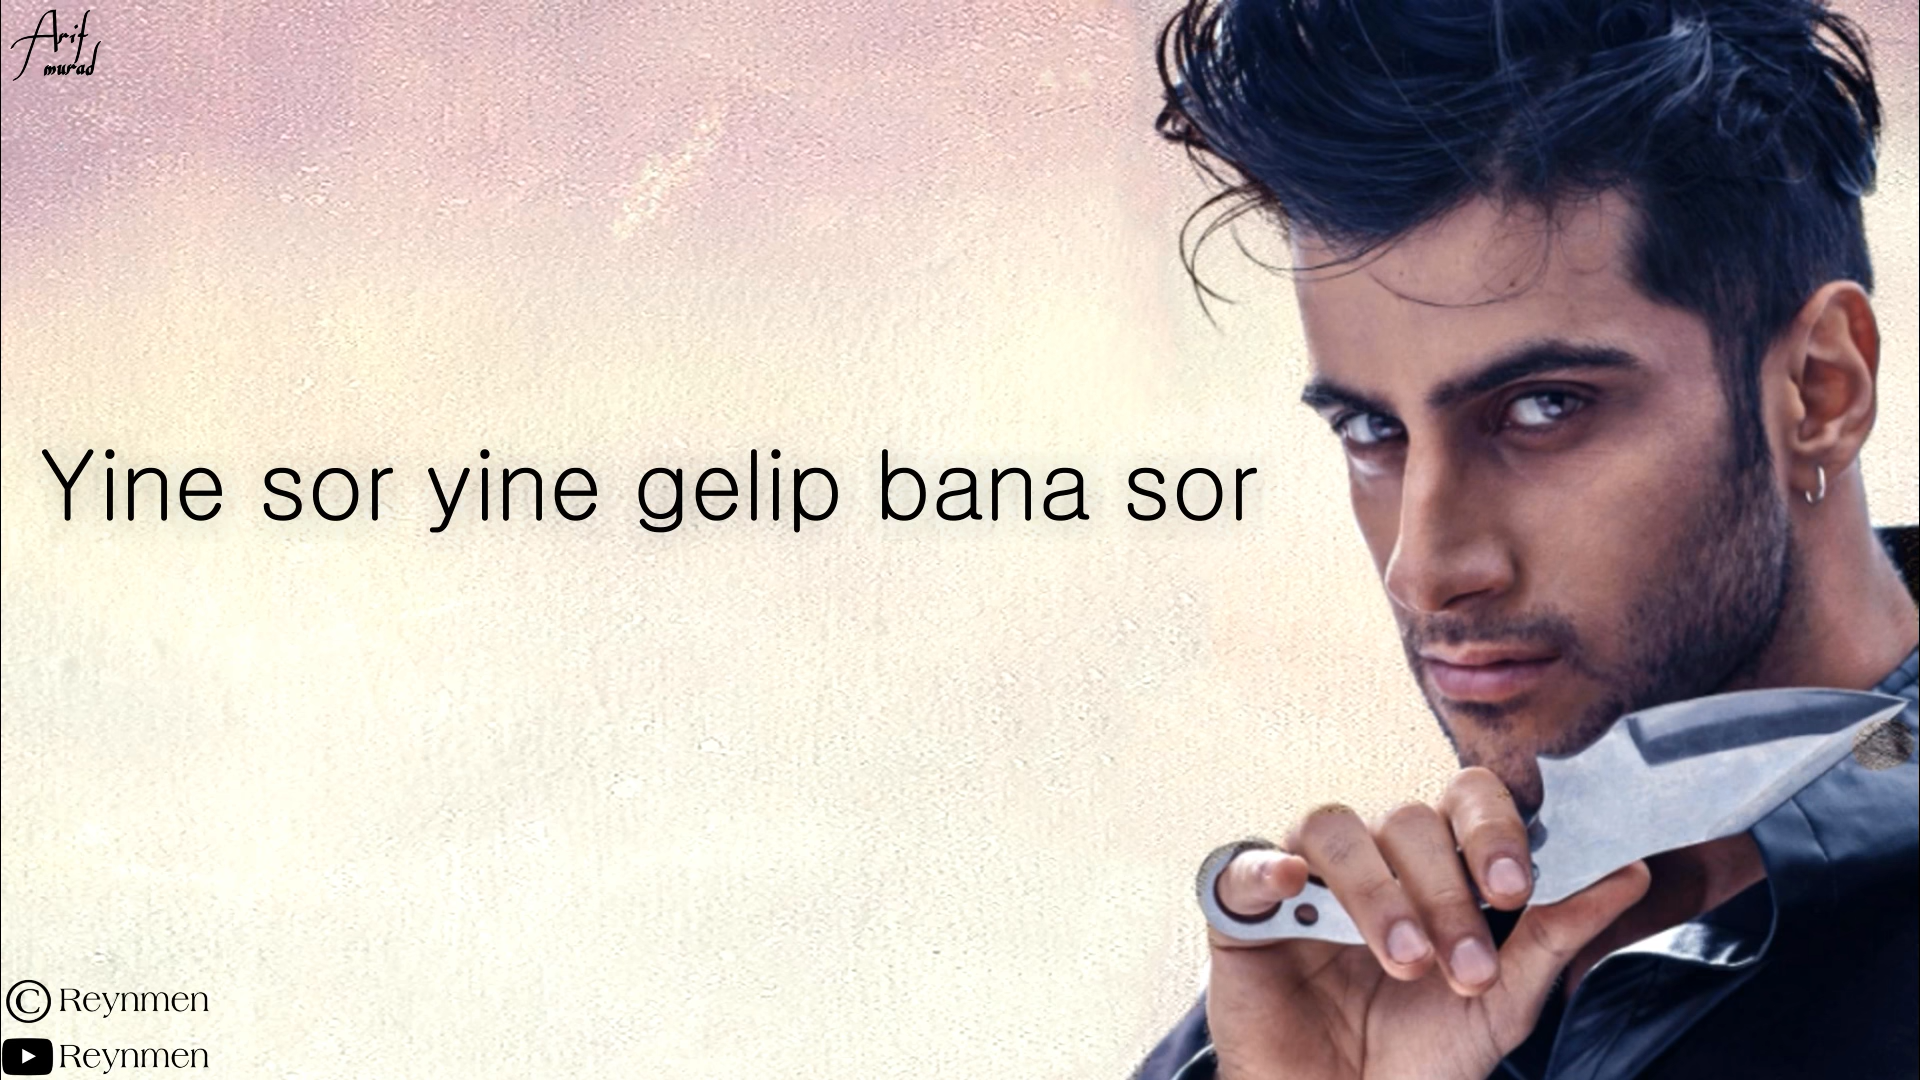 Arif
murad
Yine sor yine gelip bana sor
© Reynmen
Reynmen